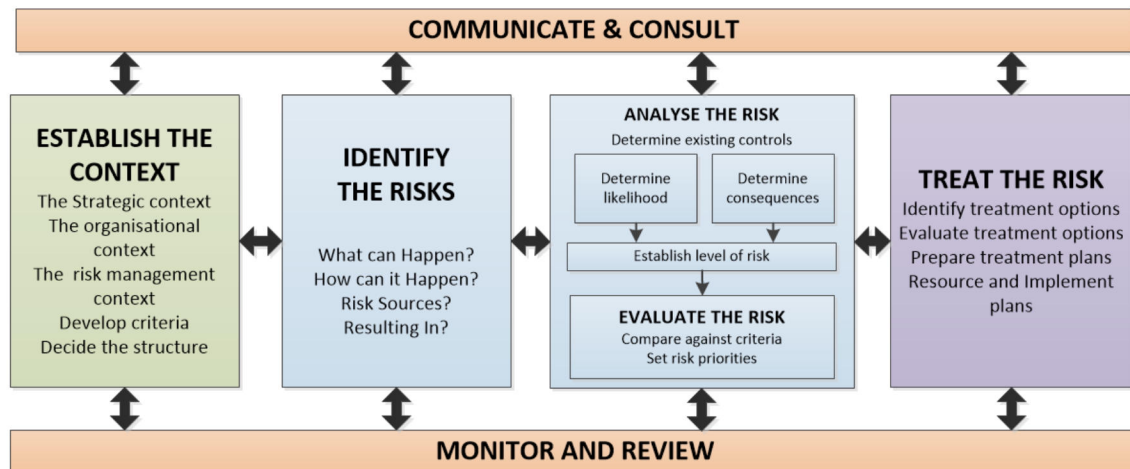 COMMUNICATE & CONSULT
ESTABLISH THE
CONTEXT
The Strategic context
The organisational
context
The risk management
context
Develop criteria
Decide the structure
IDENTIFY
THE RISKS
What can Happen?
How can it Happen?
Risk Sources?
Resulting In?
ANALYSE THE RISK
Determine existing controls
Determine
likelihood
Determine
consequences
Establish level of risk
EVALUATE THE RISK
Compare against criteria
Set risk priorities
TREAT THE RISK
Identify treatment options
Evaluate treatment options
Prepare treatment plans
Resource and Implement
plans
MONITOR AND REVIEW